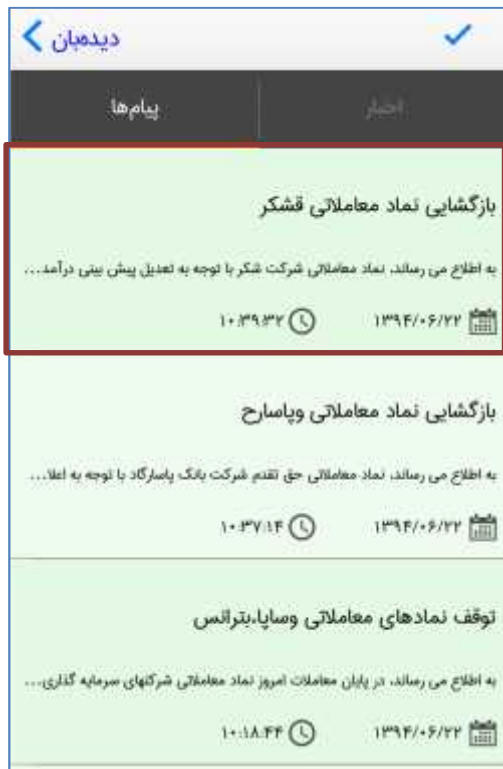 دیده‌بان
پیام‌ها
اخبار
بازگشایی نماد معاملاتی قشکر
به اطلاع می رساند، نماد معاملاتی شرکت شکر با توجه به تعدیل پیش بینی درآمد...
۱۳۹۴/۰۶/۲۲ ۱۰:۳۹:۳۲
بازگشایی نماد معاملاتی وپاسارح
به اطلاع می رساند، نماد معاملاتی حق تقدم شرکت بانک پاسارگاد با توجه به اعلا...
۱۳۹۴/۰۶/۲۲ ۱۰:۳۷:۱۴
توقف نمادهای معاملاتی وساپا،بترانس
به اطلاع می رساند، در پایان معاملات امروز نماد معاملاتی شرکتهای سرمایه گذاری...
۱۳۹۴/۰۶/۲۲ ۱۰:۱۸:۴۴